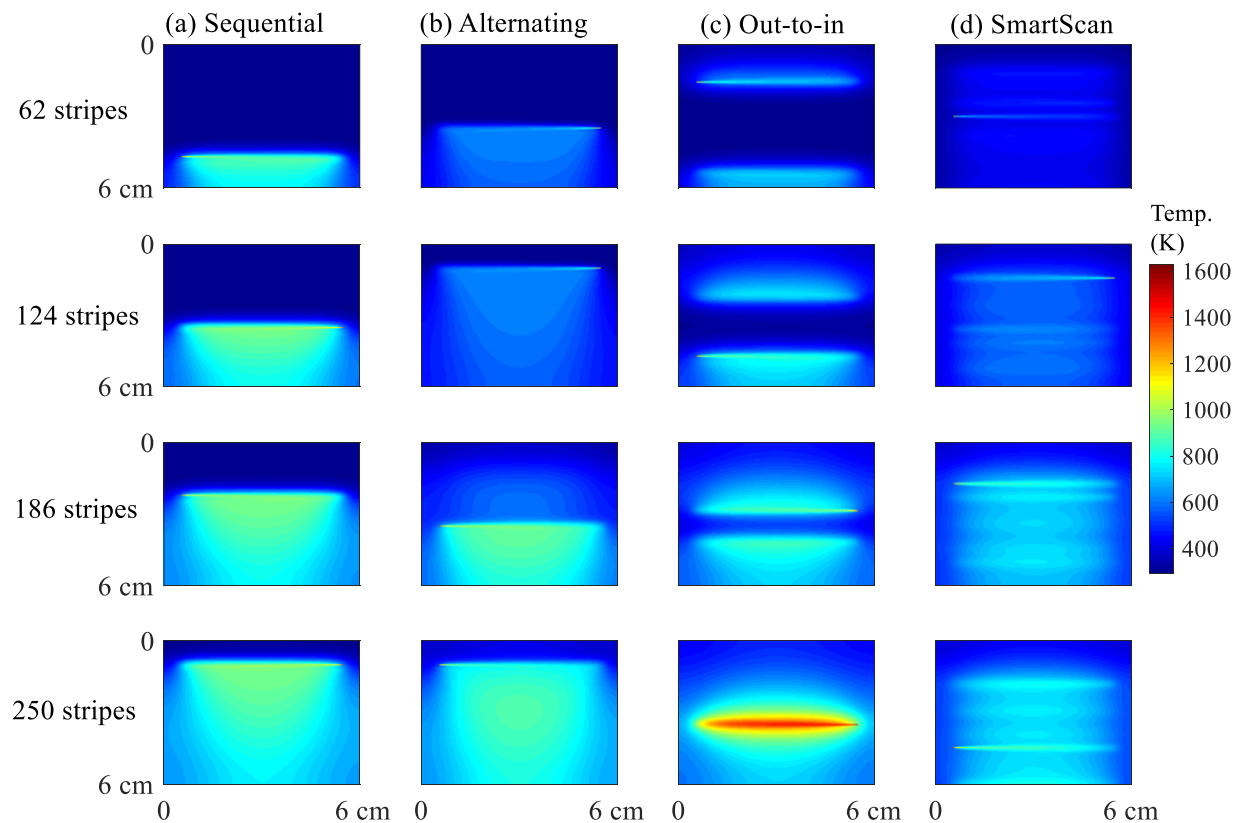 (a) Sequential (b) Alternating (c) Out-to-in (d) SmartScan
0
62 stripes
6 cm
0
124 stripes
6 cm
Temp.
(K)
1600
1400
1200
1000
800
600
400
0
186 stripes
6 cm
0
250 stripes
6 cm
0 6 cm 0 6 cm 0 6 cm 0 6 cm